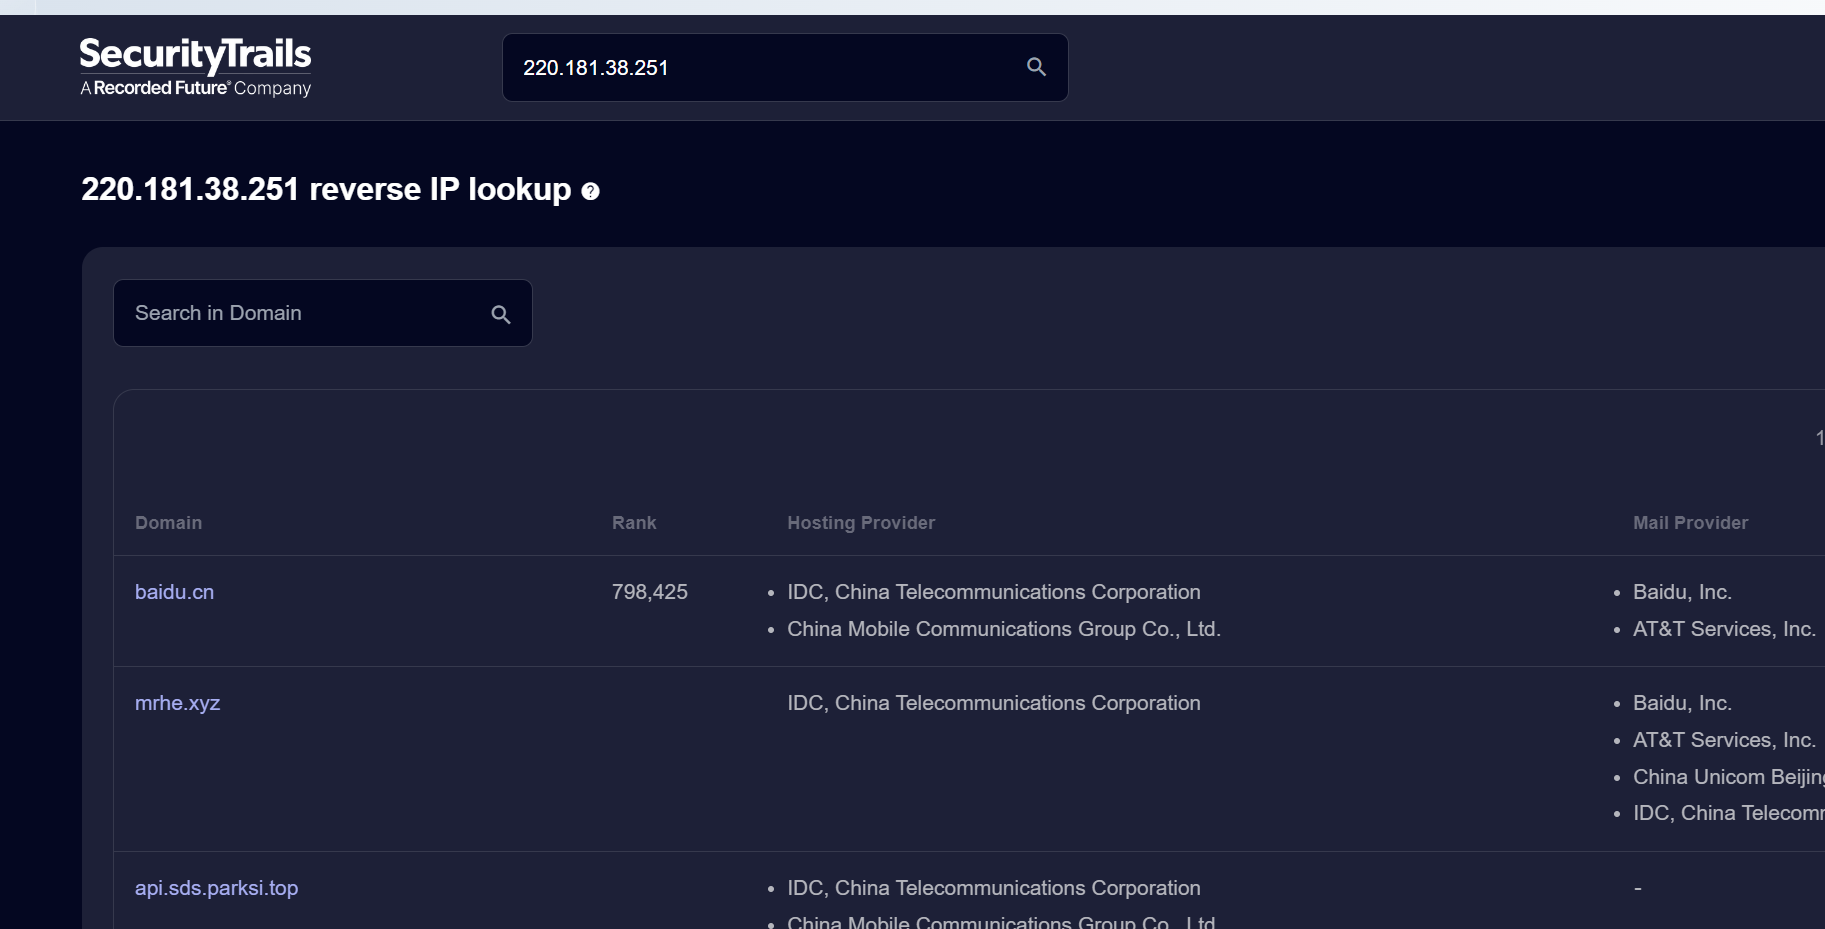 SecurityTrails
A Recorded Future® Company
220.181.38.251
220.181.38.251 reverse IP lookup ?
Search in Domain
1
Domain Rank Hosting Provider Mail Provider
baidu.cn 798,425 • IDC, China Telecommunications Corporation • Baidu, Inc.
• China Mobile Communications Group Co., Ltd. • AT&T Services, Inc.
mrhe.xyz IDC, China Telecommunications Corporation • Baidu, Inc.
• AT&T Services, Inc.
• China Unicom Beijing
• IDC, China Telecom
api.sds.parksi.top • IDC, China Telecommunications Corporation -
• China Mobile Communications Group Co., Ltd.